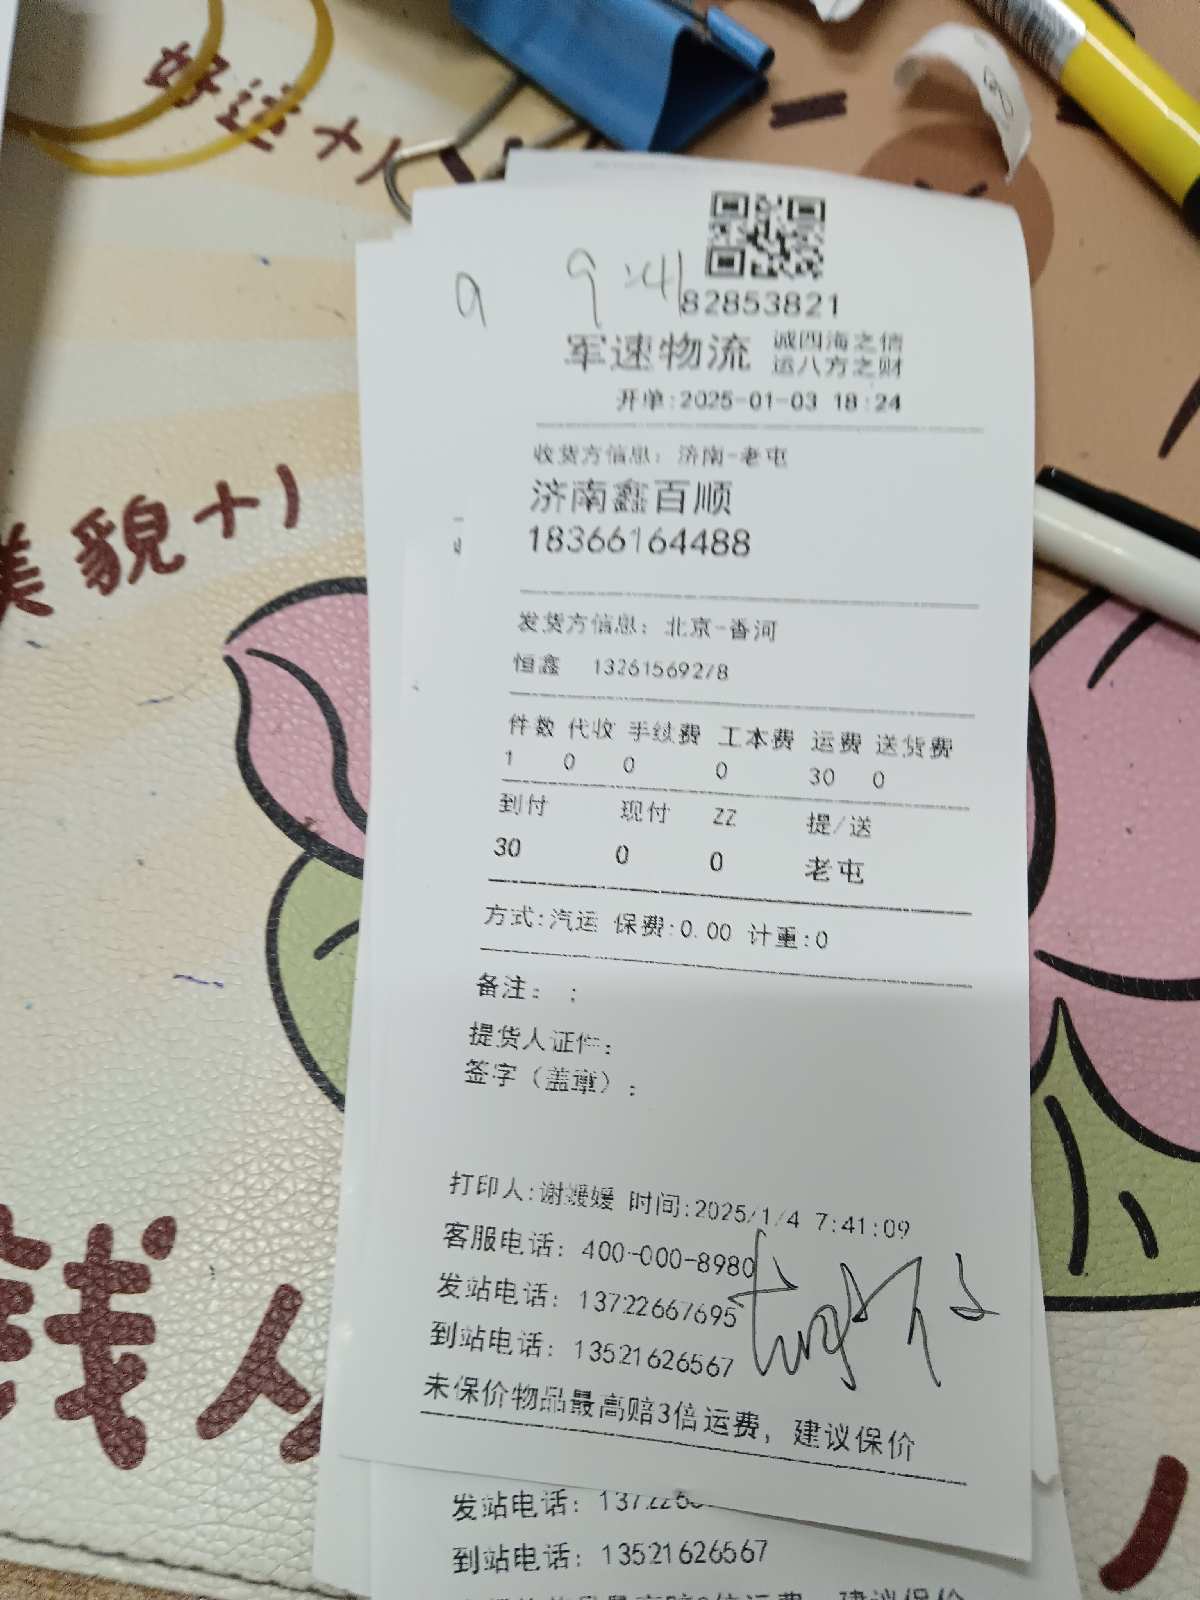 好运十
美貌十
钱
9:41
82853821
军速物流 诚四海之信
运八方之财
开单:2025-01-03 18:24
收货方信息: 济南-老屯
济南鑫百顺
18366164488
发货方信息: 北京-香河
恒鑫 13261569278
件数 代收 手续费 工本费 运费 送货费
1 0 0 0 30 0
到付 现付 ZZ 提/送
30 0 0 老屯
方式:汽运 保费:0.00 计重:0
备注: :
提货人证件:
签字（盖章）:
打印人:谢媛媛 时间:2025/1/4 7:41:09
客服电话: 400-000-8980
发站电话: 13722667695
到站电话: 13521626567
未保价物品最高赔3倍运费, 建议保价
发站电话:
到站电话: 13521626567